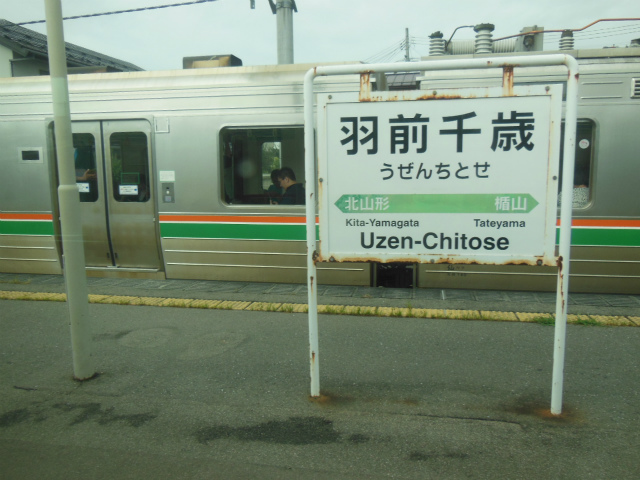 羽前千歳
うぜんちとせ
北山形 楯山
Kita-Yamagata Tateyama
Uzen-Chitose